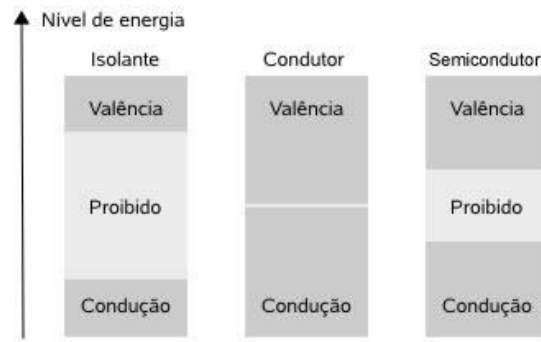 Nível de energia
Isolante
Condutor
Semicondutor
Valência
Valência
Valência
Proibido
Proibido
Condução
Condução
Condução